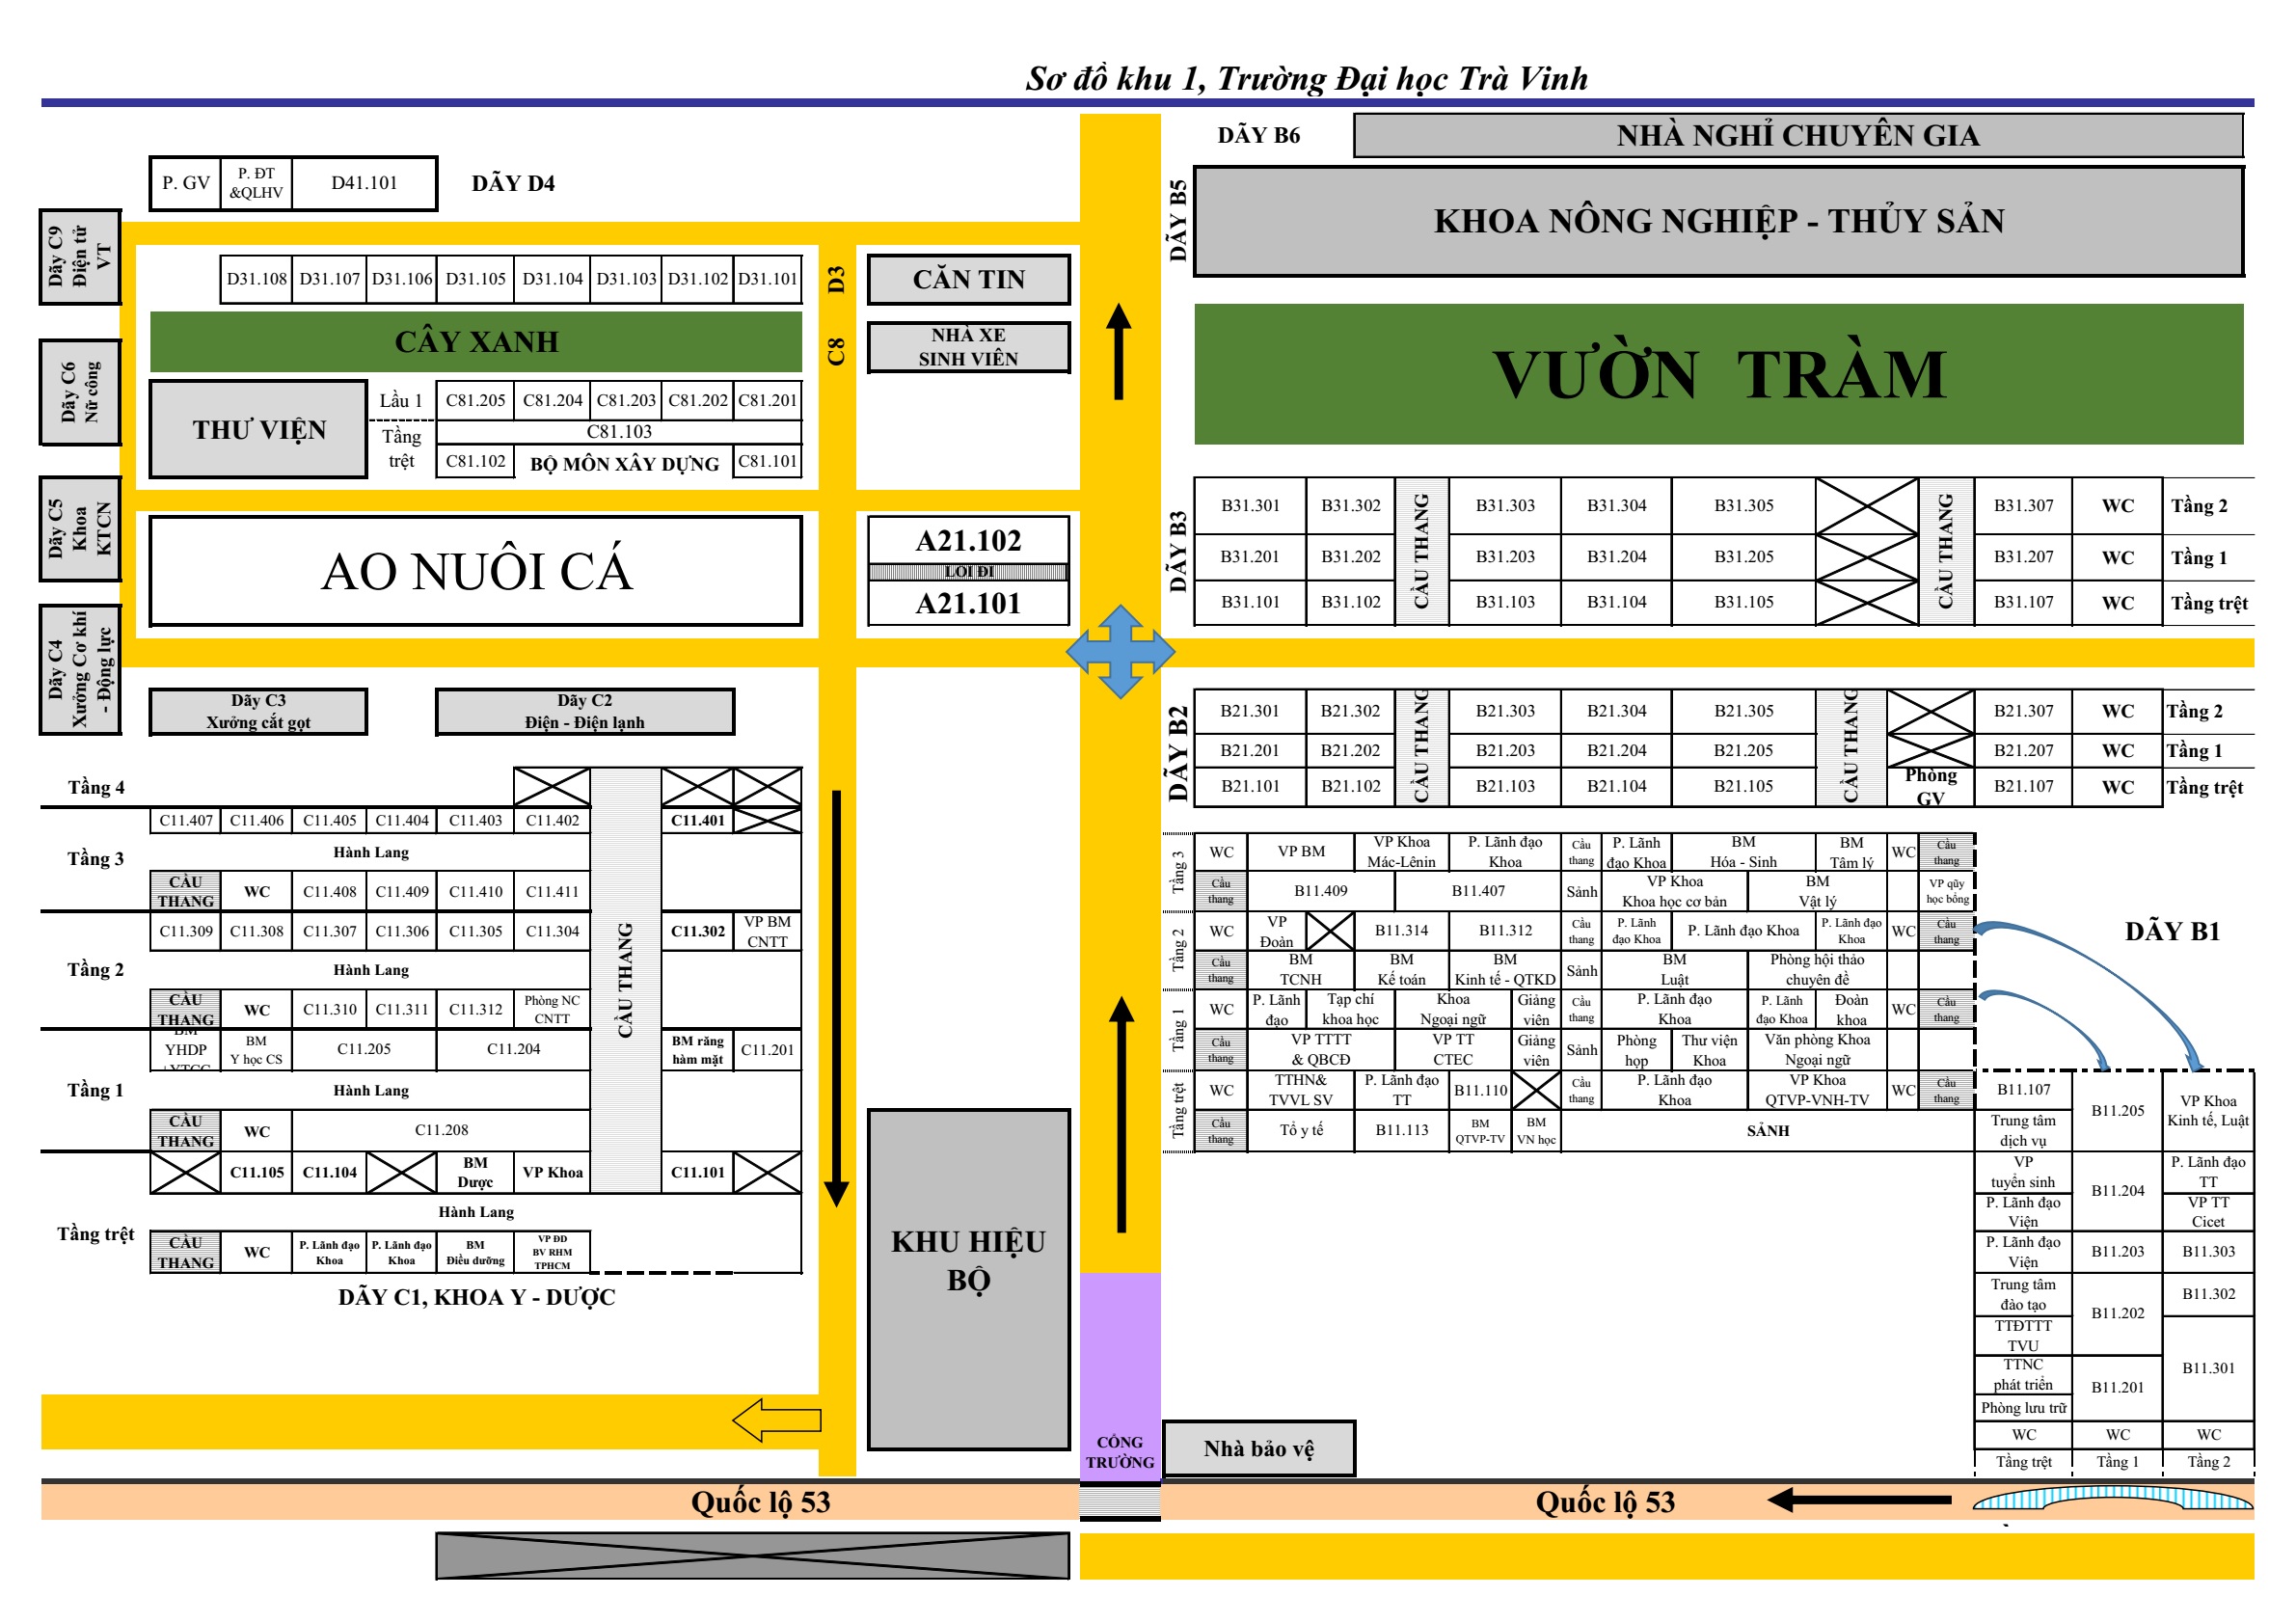 Sơ đồ khu 1, Trường Đại học Trà Vinh
DÃY B6
NHÀ NGHỈ CHUYÊN GIA
P. GV
P. ĐT
&QLHV
D41.101
DÃY D4
DÃY B5
KHOA NÔNG NGHIỆP - THỦY SẢN
Dãy C9
Điện tử
VT
D31.108
D31.107
D31.106
D31.105
D31.104
D31.103
D31.102
D31.101
D3
CĂN TIN
CÂY XANH
C8
NHÀ XE
SINH VIÊN
VƯỜN TRÀM
Dãy C6
Nữ công
THƯ VIỆN
Lầu 1
C81.205
C81.204
C81.203
C81.202
C81.201
Tầng
trệt
C81.103
C81.102
BỘ MÔN XÂY DỰNG
C81.101
Dãy C5
Khoa
KTCN
AO NUÔI CÁ
A21.102
LOI ĐI
A21.101
DÃY B3
B31.301
B31.302
CẦU THANG
B31.303
B31.304
B31.305
CẦU THANG
B31.307
WC
Tầng 2
B31.201
B31.202
B31.203
B31.204
B31.205
B31.207
WC
Tầng 1
B31.101
B31.102
B31.103
B31.104
B31.105
B31.107
WC
Tầng trệt
Dãy C4
Xưởng Cơ khí
- Động lực
Dãy C3
Xưởng cắt gọt
Dãy C2
Điện - Điện lạnh
DÃY B2
B21.301
B21.302
CẦU THANG
B21.303
B21.304
B21.305
CẦU THANG
B21.307
WC
Tầng 2
B21.201
B21.202
B21.203
B21.204
B21.205
B21.207
WC
Tầng 1
B21.101
B21.102
B21.103
B21.104
B21.105
Phòng
GV
B21.107
WC
Tầng trệt
Tầng 4
C11.407
C11.406
C11.405
C11.404
C11.403
C11.402
C11.401
Tầng 3
Hành Lang
CẦU
THANG
WC
C11.408
C11.409
C11.410
C11.411
CẦU THANG
C11.309
C11.308
C11.307
C11.306
C11.305
C11.304
C11.302
VP BM
CNTT
Tầng 2
Hành Lang
CẦU
THANG
WC
C11.310
C11.311
C11.312
Phòng NC
CNTT
BM
YHDP
BM
Y học CS
C11.205
C11.204
BM răng
hàm mặt
C11.201
Tầng 1
Hành Lang
CẦU
THANG
WC
C11.208
C11.105
C11.104
BM
Dược
VP Khoa
C11.101
Tầng trệt
Hành Lang
CẦU
THANG
WC
P. Lãnh đạo
Khoa
P. Lãnh đạo
Khoa
BM
Điều dưỡng
VP ĐD
BV RHM
TPHCM
DÃY C1, KHOA Y - DƯỢC
KHU HIỆU
BỘ
DÃY B1
Tầng 3
WC
VP BM
VP Khoa
Mác-Lênin
P. Lãnh đạo
Khoa
Cầu
thang
P. Lãnh
đạo Khoa
BM
Hóa - Sinh
BM
Tâm lý
WC
Cầu
thang
Cầu
thang
B11.409
B11.407
Sảnh
VP Khoa
Khoa học cơ bản
BM
Vật lý
VP qũy
học bổng
Tầng 2
WC
VP
Đoàn
B11.314
B11.312
Cầu
thang
P. Lãnh
đạo Khoa
P. Lãnh đạo Khoa
P. Lãnh đạo
Khoa
WC
Cầu
thang
Cầu
thang
BM
TCNH
BM
Kế toán
BM
Kinh tế - QTKD
Sảnh
BM
Luật
Phòng hội thảo
chuyên đề
Tầng 1
WC
P. Lãnh
đạo
Tạp chí
khoa học
Khoa
Ngoại ngữ
Giảng
viên
Cầu
thang
P. Lãnh đạo
Khoa
P. Lãnh
đạo Khoa
Đoàn
khoa
WC
Cầu
thang
Cầu
thang
VP TTTT
& QBCĐ
VP TT
CTEC
Giảng
viên
Sảnh
Phòng
họp
Thư viện
Khoa
Văn phòng Khoa
Ngoại ngữ
Tầng trệt
WC
TTHN&
TVVL SV
P. Lãnh đạo
TT
B11.110
Cầu
thang
P. Lãnh đạo
Khoa
VP Khoa
QTVP-VNH-TV
WC
Cầu
thang
Cầu
thang
Tổ y tế
B11.113
BM
QTVP-TV
BM
VN học
SẢNH
B11.107
B11.205
VP Khoa
Kinh tế, Luật
Trung tâm
dịch vụ
VP
tuyển sinh
B11.204
P. Lãnh đạo
TT
P. Lãnh đạo
Viện
VP TT
Cicet
P. Lãnh đạo
Viện
B11.203
B11.303
Trung tâm
đào tạo
B11.202
B11.302
TTĐTTT
TVU
B11.301
TTNC
phát triển
B11.201
Phòng lưu trữ
WC
WC
WC
Tầng trệt
Tầng 1
Tầng 2
CỔNG
TRƯỜNG
Nhà bảo vệ
Quốc lộ 53
Quốc lộ 53